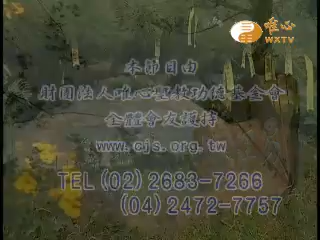 唯心
WXTV
本節目由
財團法人唯心聖教功德基金會
全體會友護持
www.cjs.org.tw
TEL(02)2683-7266
(04)2472-7757